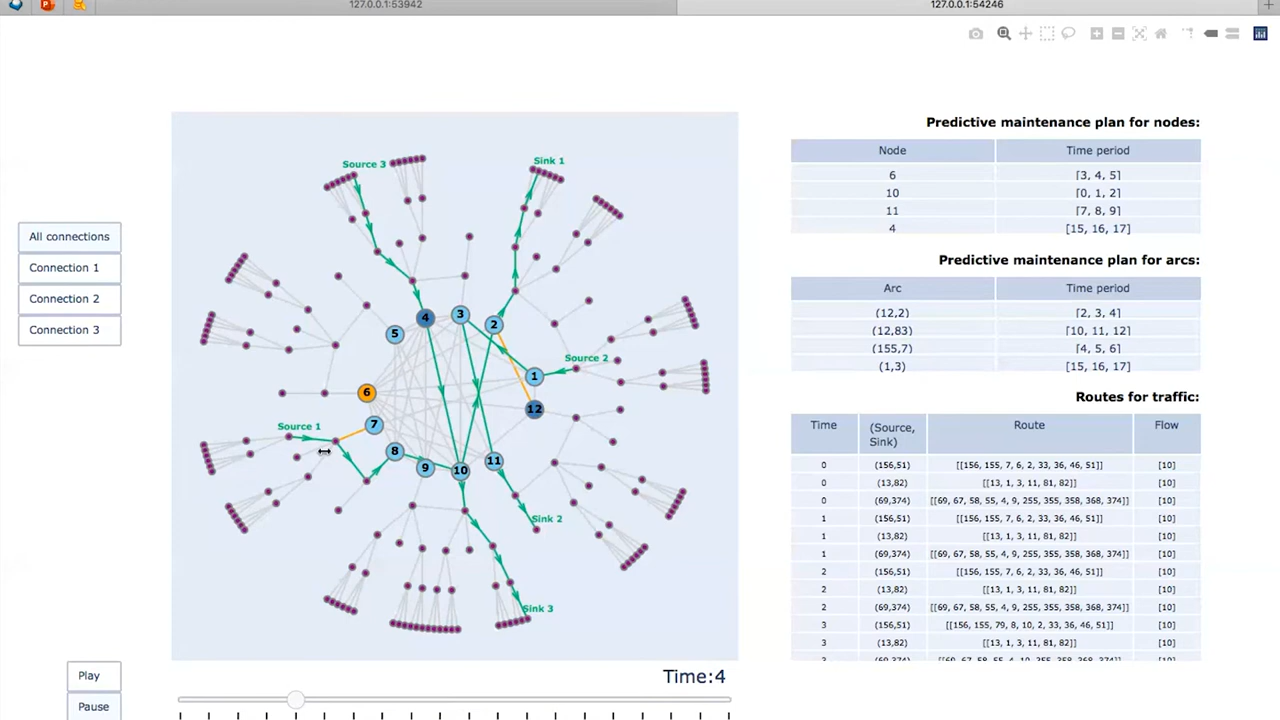 127.0.0.1:53942
127.0.0.1:54246
All connections
Connection 1
Connection 2
Connection 3
Source 3
Sink 1
3
4
2
5
Source 2
1
6
12
Source 1
7
8
11
9
10
Sink 2
Sink 3
Play
Pause
Time:4
Predictive maintenance plan for nodes:
Node Time period
6 [3, 4, 5]
10 [0, 1, 2]
11 [7, 8, 9]
4 [15, 16, 17]
Predictive maintenance plan for arcs:
Arc Time period
(12,2) [2, 3, 4]
(12,83) [10, 11, 12]
(155,7) [4, 5, 6]
(1,3) [15, 16, 17]
Routes for traffic:
Time (Source, Sink) Route Flow
0 (156,51) [[156, 155, 7, 6, 2, 33, 36, 46, 51]] [10]
0 (13,82) [[13, 1, 3, 11, 81, 82]] [10]
0 (69,374) [[69, 67, 58, 55, 4, 9, 255, 355, 358, 368, 374]] [10]
1 (156,51) [[156, 155, 7, 6, 2, 33, 36, 46, 51]] [10]
1 (13,82) [[13, 1, 3, 11, 81, 82]] [10]
1 (69,374) [[69, 67, 58, 55, 4, 9, 255, 355, 358, 368, 374]] [10]
2 (156,51) [[156, 155, 7, 6, 2, 33, 36, 46, 51]] [10]
2 (13,82) [[13, 1, 3, 11, 81, 82]] [10]
2 (69,374) [[69, 67, 58, 55, 4, 9, 255, 355, 358, 368, 374]] [10]
3 (156,51) [[156, 155, 79, 8, 10, 2, 33, 36, 46, 51]] [10]
3 (13,82) [[13, 1, 3, 11, 81, 82]] [10]